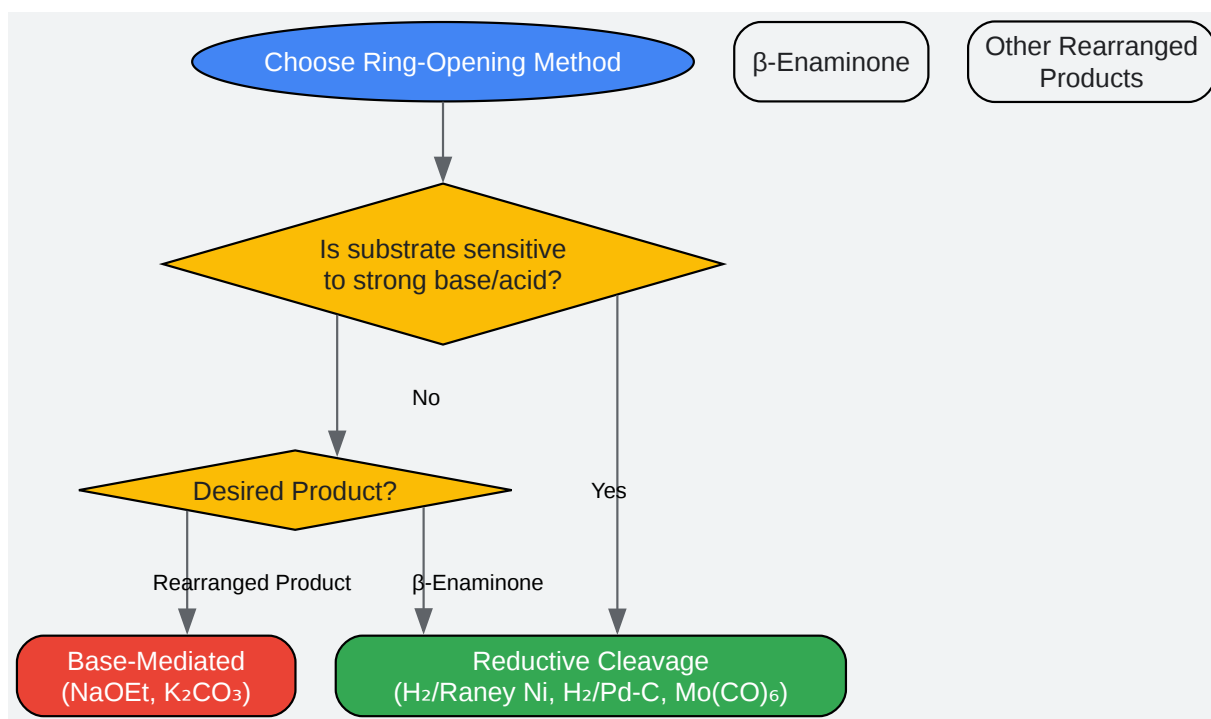 Choose Ring-Opening Method
β-Enaminone
Other Rearranged
Products
Is substrate sensitive
to strong base/acid?
No
Desired Product?
Yes
Rearranged Product
β-Enaminone
Base-Mediated
(NaOEt, K₂CO₃)
Reductive Cleavage
(H₂/Raney Ni, H₂/Pd-C, Mo(CO)₆)